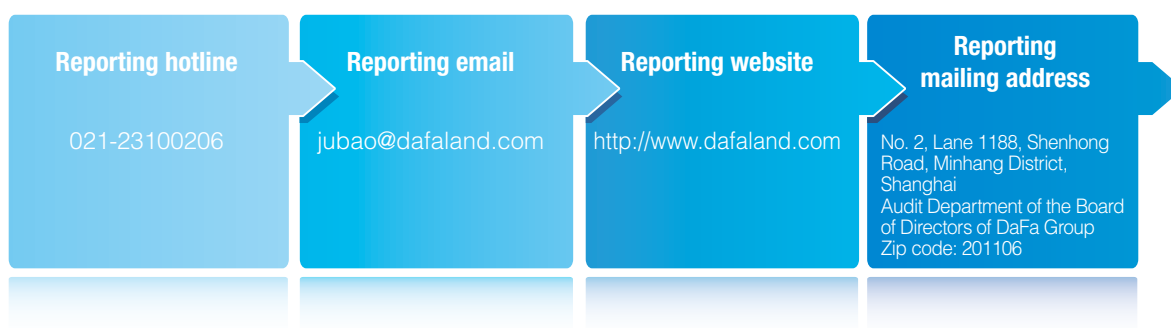 Reporting hotline
021-23100206
Reporting email
jubao@dafaland.com
Reporting website
http://www.dafaland.com
Reporting
mailing address
No. 2, Lane 1188, Shenhong
Road, Minhang District,
Shanghai
Audit Department of the Board
of Directors of DaFa Group
Zip code: 201106